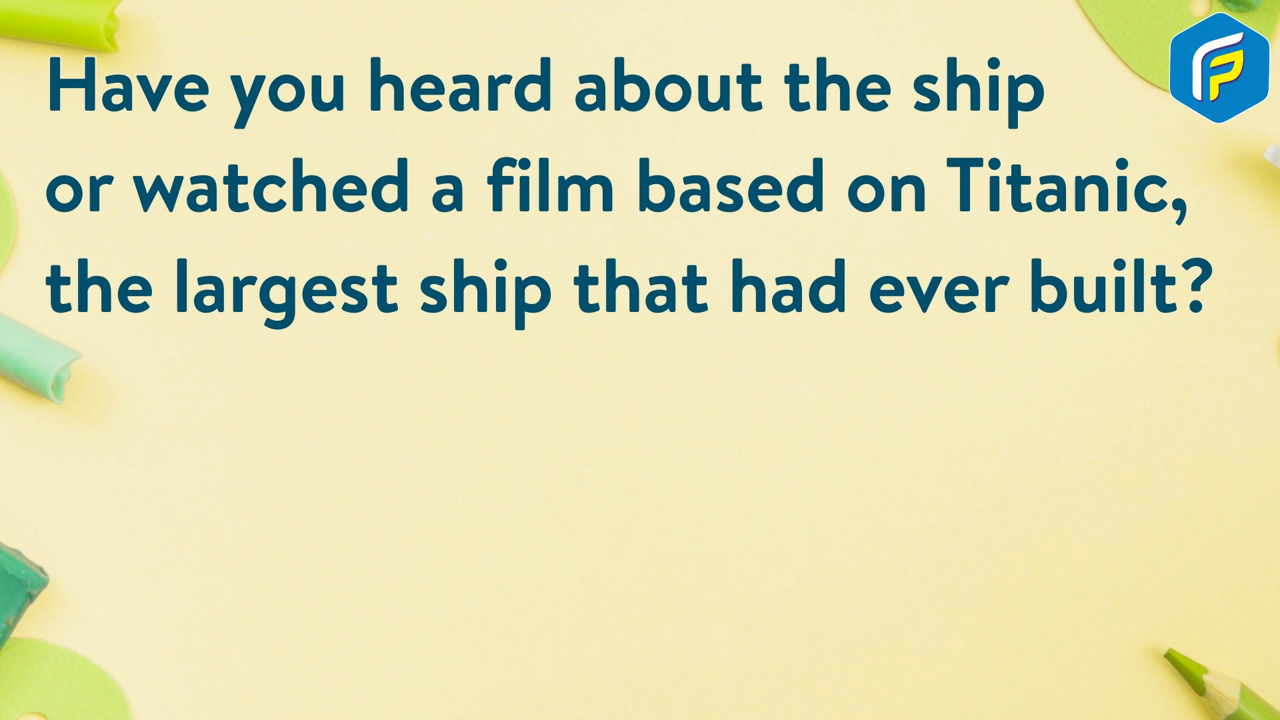 Have you heard about the ship
or watched a film based on Titanic,
the largest ship that had ever built?